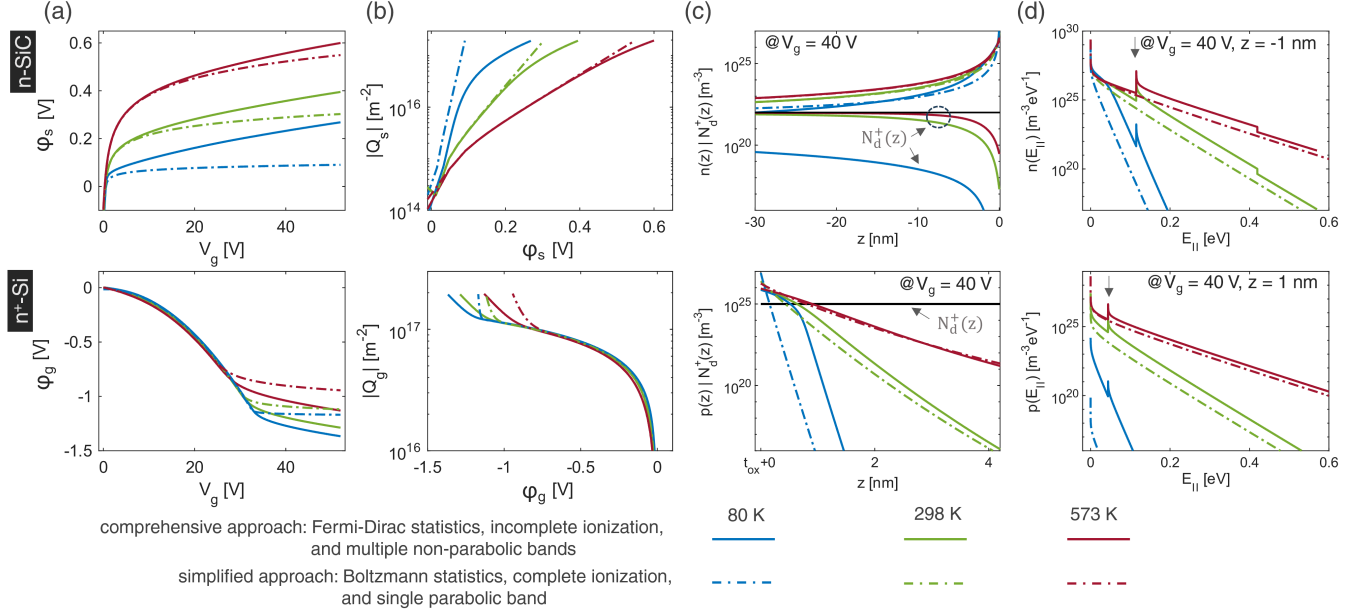 (a) (b) (c) (d)
n-SiC
0.6
0.4
0.2
0
φs [V]
0 20 40
Vg [V]
10^16
10^14
|Qs| [m^-2]
0 0.2 0.4 0.6
φs [V]
@Vg = 40 V
10^25
10^20
n(z) | Nd^+(z) [m^-3]
Nd^+(z)
-30 -20 -10 0
z [nm]
@Vg = 40 V, z = -1 nm
10^30
10^25
10^20
n(E||) [m^-3eV^-1]
0 0.2 0.4 0.6
E|| [eV]
n+-Si
0
-0.5
-1
-1.5
φg [V]
0 20 40
Vg [V]
10^17
10^16
|Qg| [m^-2]
-1.5 -1 -0.5 0
φg [V]
@Vg = 40 V
10^25
10^20
p(z) | Nd^+(z) [m^-3]
Nd^+(z)
tox+0 2 4
z [nm]
@Vg = 40 V, z = 1 nm
10^25
10^20
p(E||) [m^-3eV^-1]
0 0.2 0.4 0.6
E|| [eV]
80 K 298 K 573 K
comprehensive approach: Fermi-Dirac statistics, incomplete ionization,
and multiple non-parabolic bands
simplified approach: Boltzmann statistics, complete ionization,
and single parabolic band